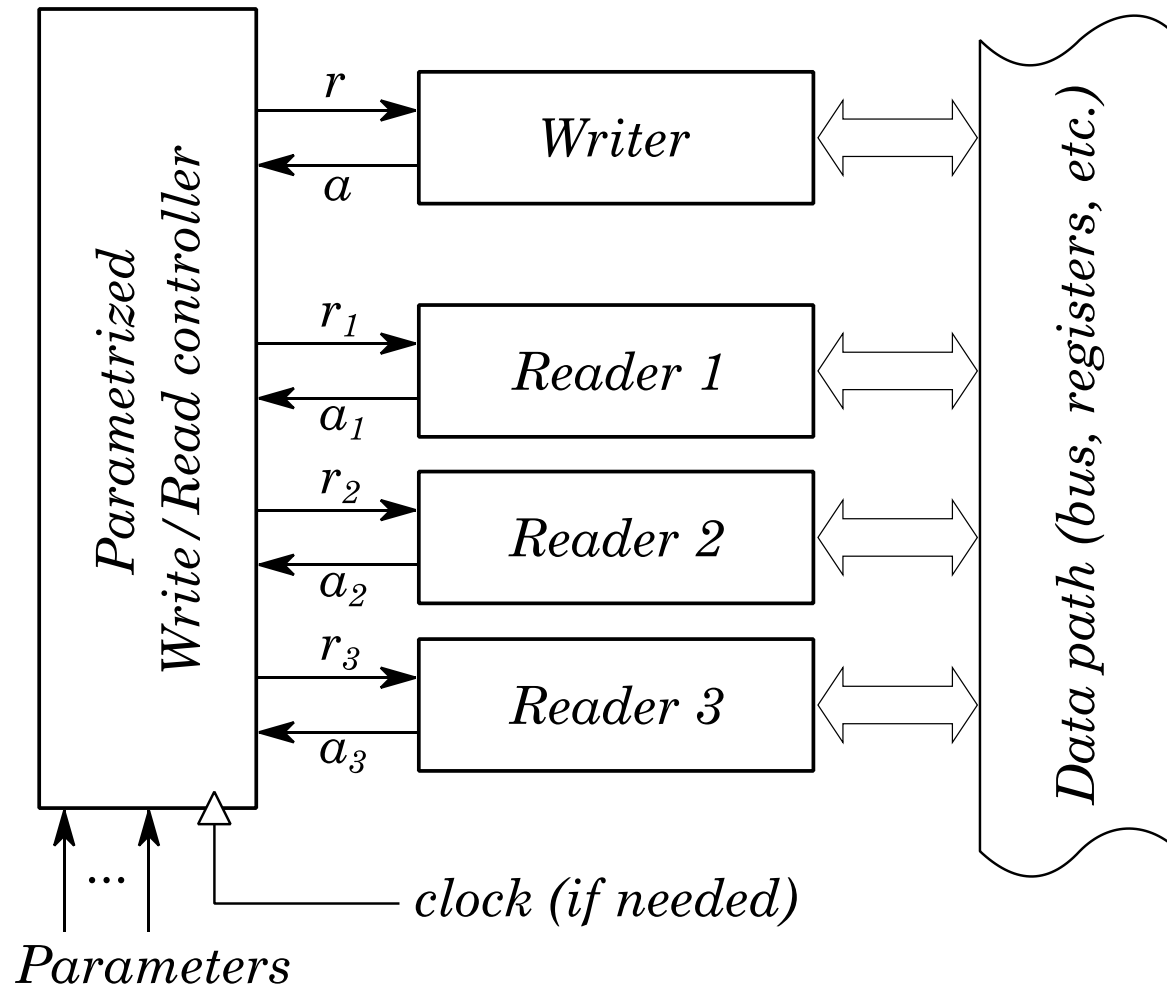 Parametrized
Write/Read controller
r
a
Writer
r1
a1
Reader 1
r2
a2
Reader 2
r3
a3
Reader 3
Data path (bus, registers, etc.)
...
clock (if needed)
Parameters